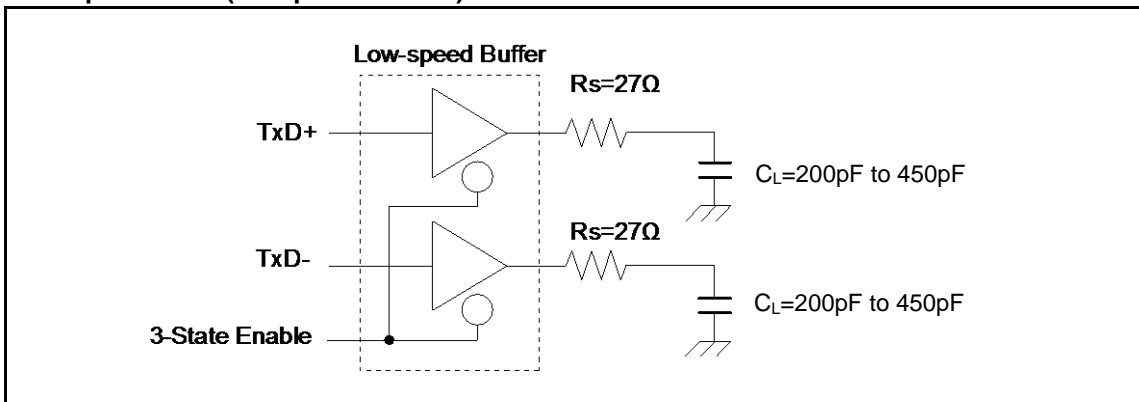 Low-speed Buffer
Rs=27Ω
TxD+
CL=200pF to 450pF
Rs=27Ω
TxD-
CL=200pF to 450pF
3-State Enable